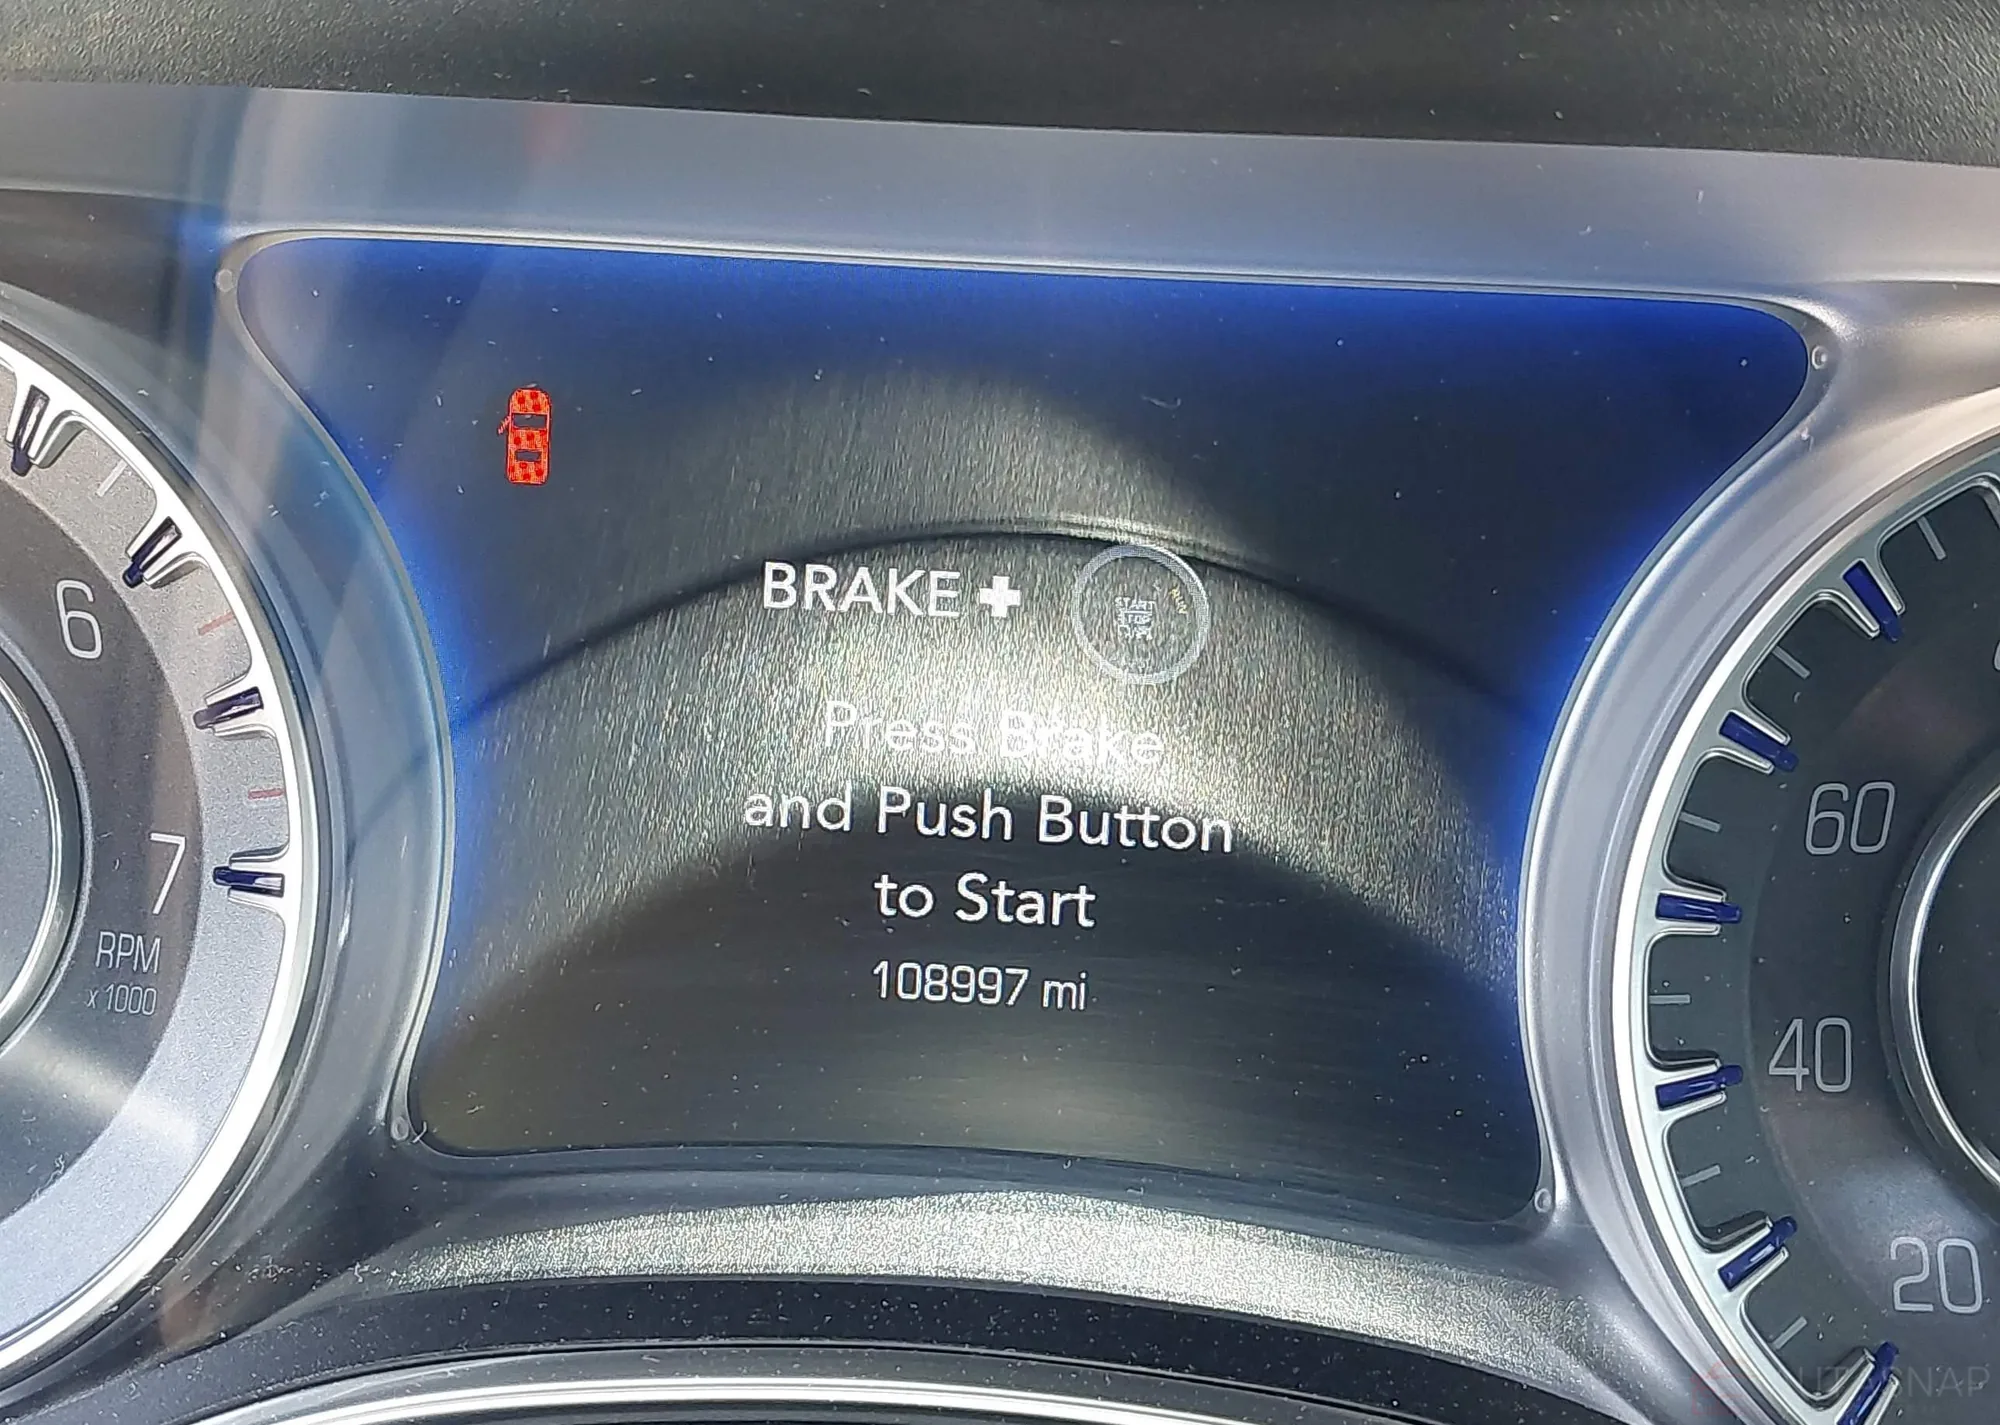 BRAKE +
START
STOP
RUN
Press Brake
and Push Button
to Start
108997 mi
6
7
RPM
x 1000
60
40
20